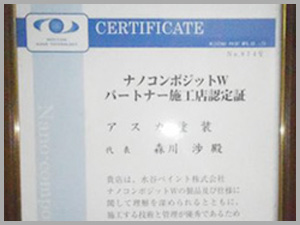 CERTIFICATE
ナノコンポジットW
パートナー施工店認定証
アスカ塗装
代表 森川 渉 殿
貴店は、水谷ペイント株式会社
ナノコンポジットWの製品及び仕様に
関して理解を深められるとともに、
施工する技術と管理が優秀であるため